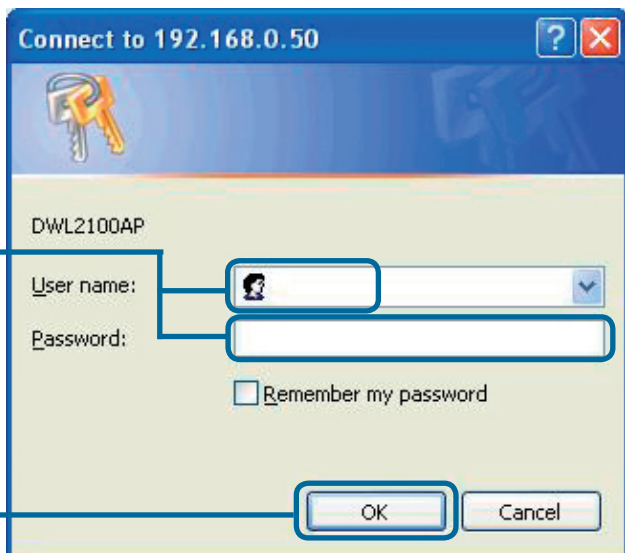 Connect to 192.168.0.50
?
DWL2100AP
User name:
Password:
Remember my password
OK
Cancel